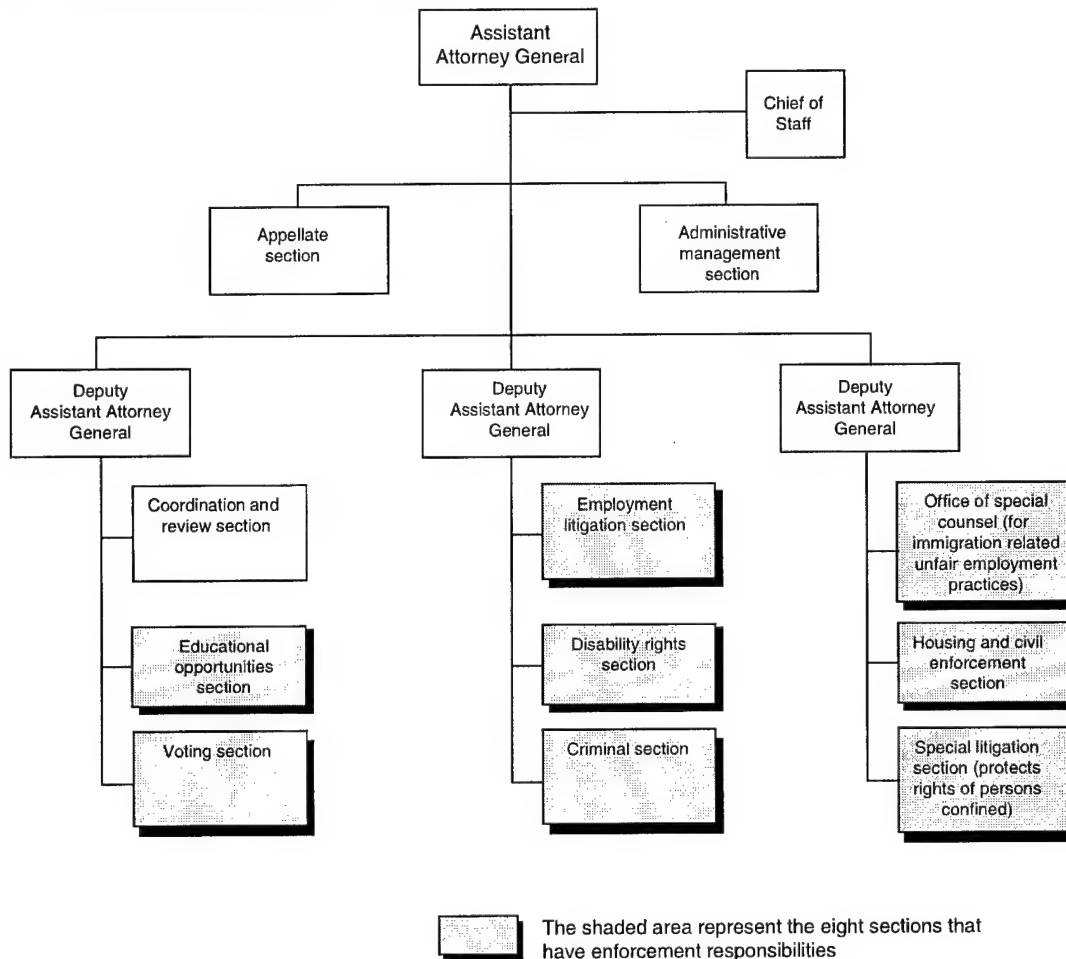 Assistant
Attorney General
Chief of
Staff
Appellate
section
Administrative
management
section
Deputy
Assistant Attorney
General
Deputy
Assistant Attorney
General
Deputy
Assistant Attorney
General
Coordination and
review section
Employment
litigation section
Office of special
counsel (for
immigration related
unfair employment
practices)
Educational
opportunities
section
Disability rights
section
Housing and civil
enforcement
section
Voting section
Criminal section
Special litigation
section (protects
rights of persons
confined)
The shaded area represent the eight sections that
have enforcement responsibilities